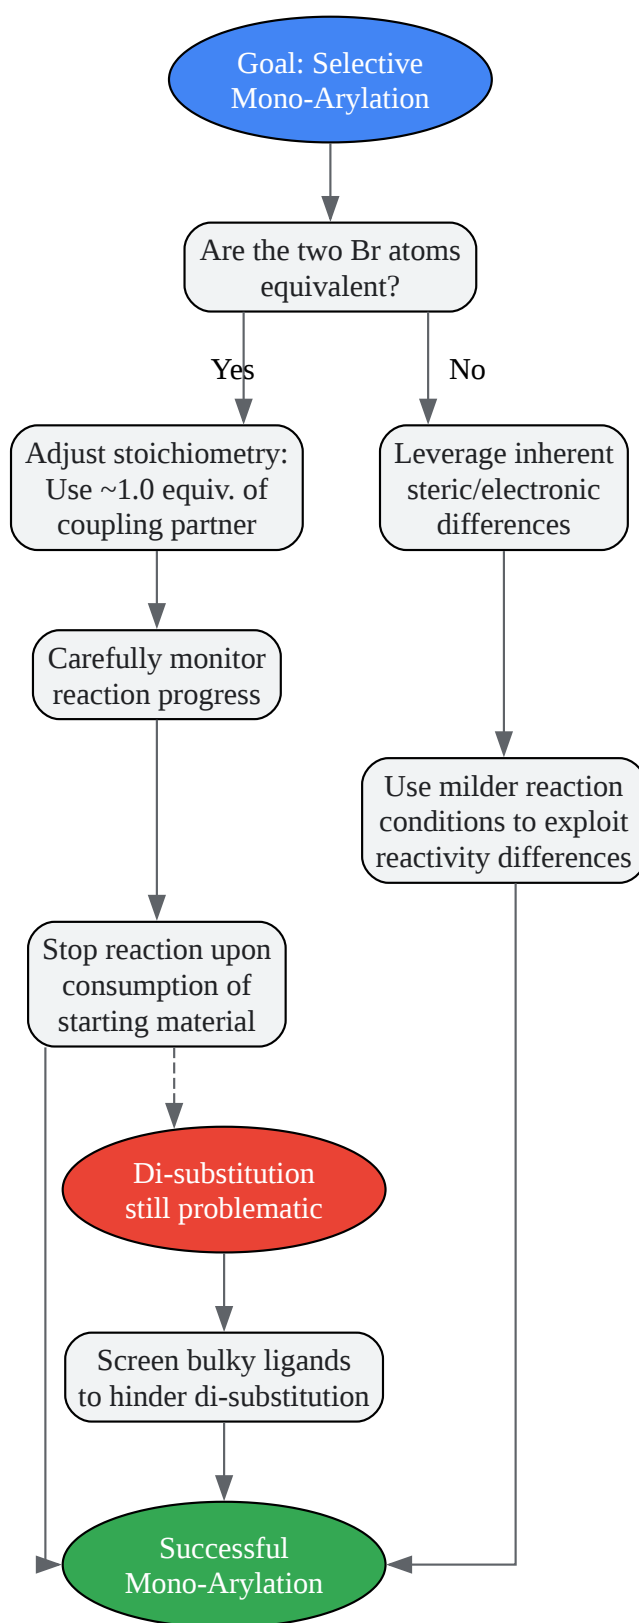 Goal: Selective
Mono-Arylation
Are the two Br atoms
equivalent?
Yes
No
Adjust stoichiometry:
Use ~1.0 equiv. of
coupling partner
Leverage inherent
steric/electronic
differences
Carefully monitor
reaction progress
Use milder reaction
conditions to exploit
reactivity differences
Stop reaction upon
consumption of
starting material
Di-substitution
still problematic
Screen bulky ligands
to hinder di-substitution
Successful
Mono-Arylation